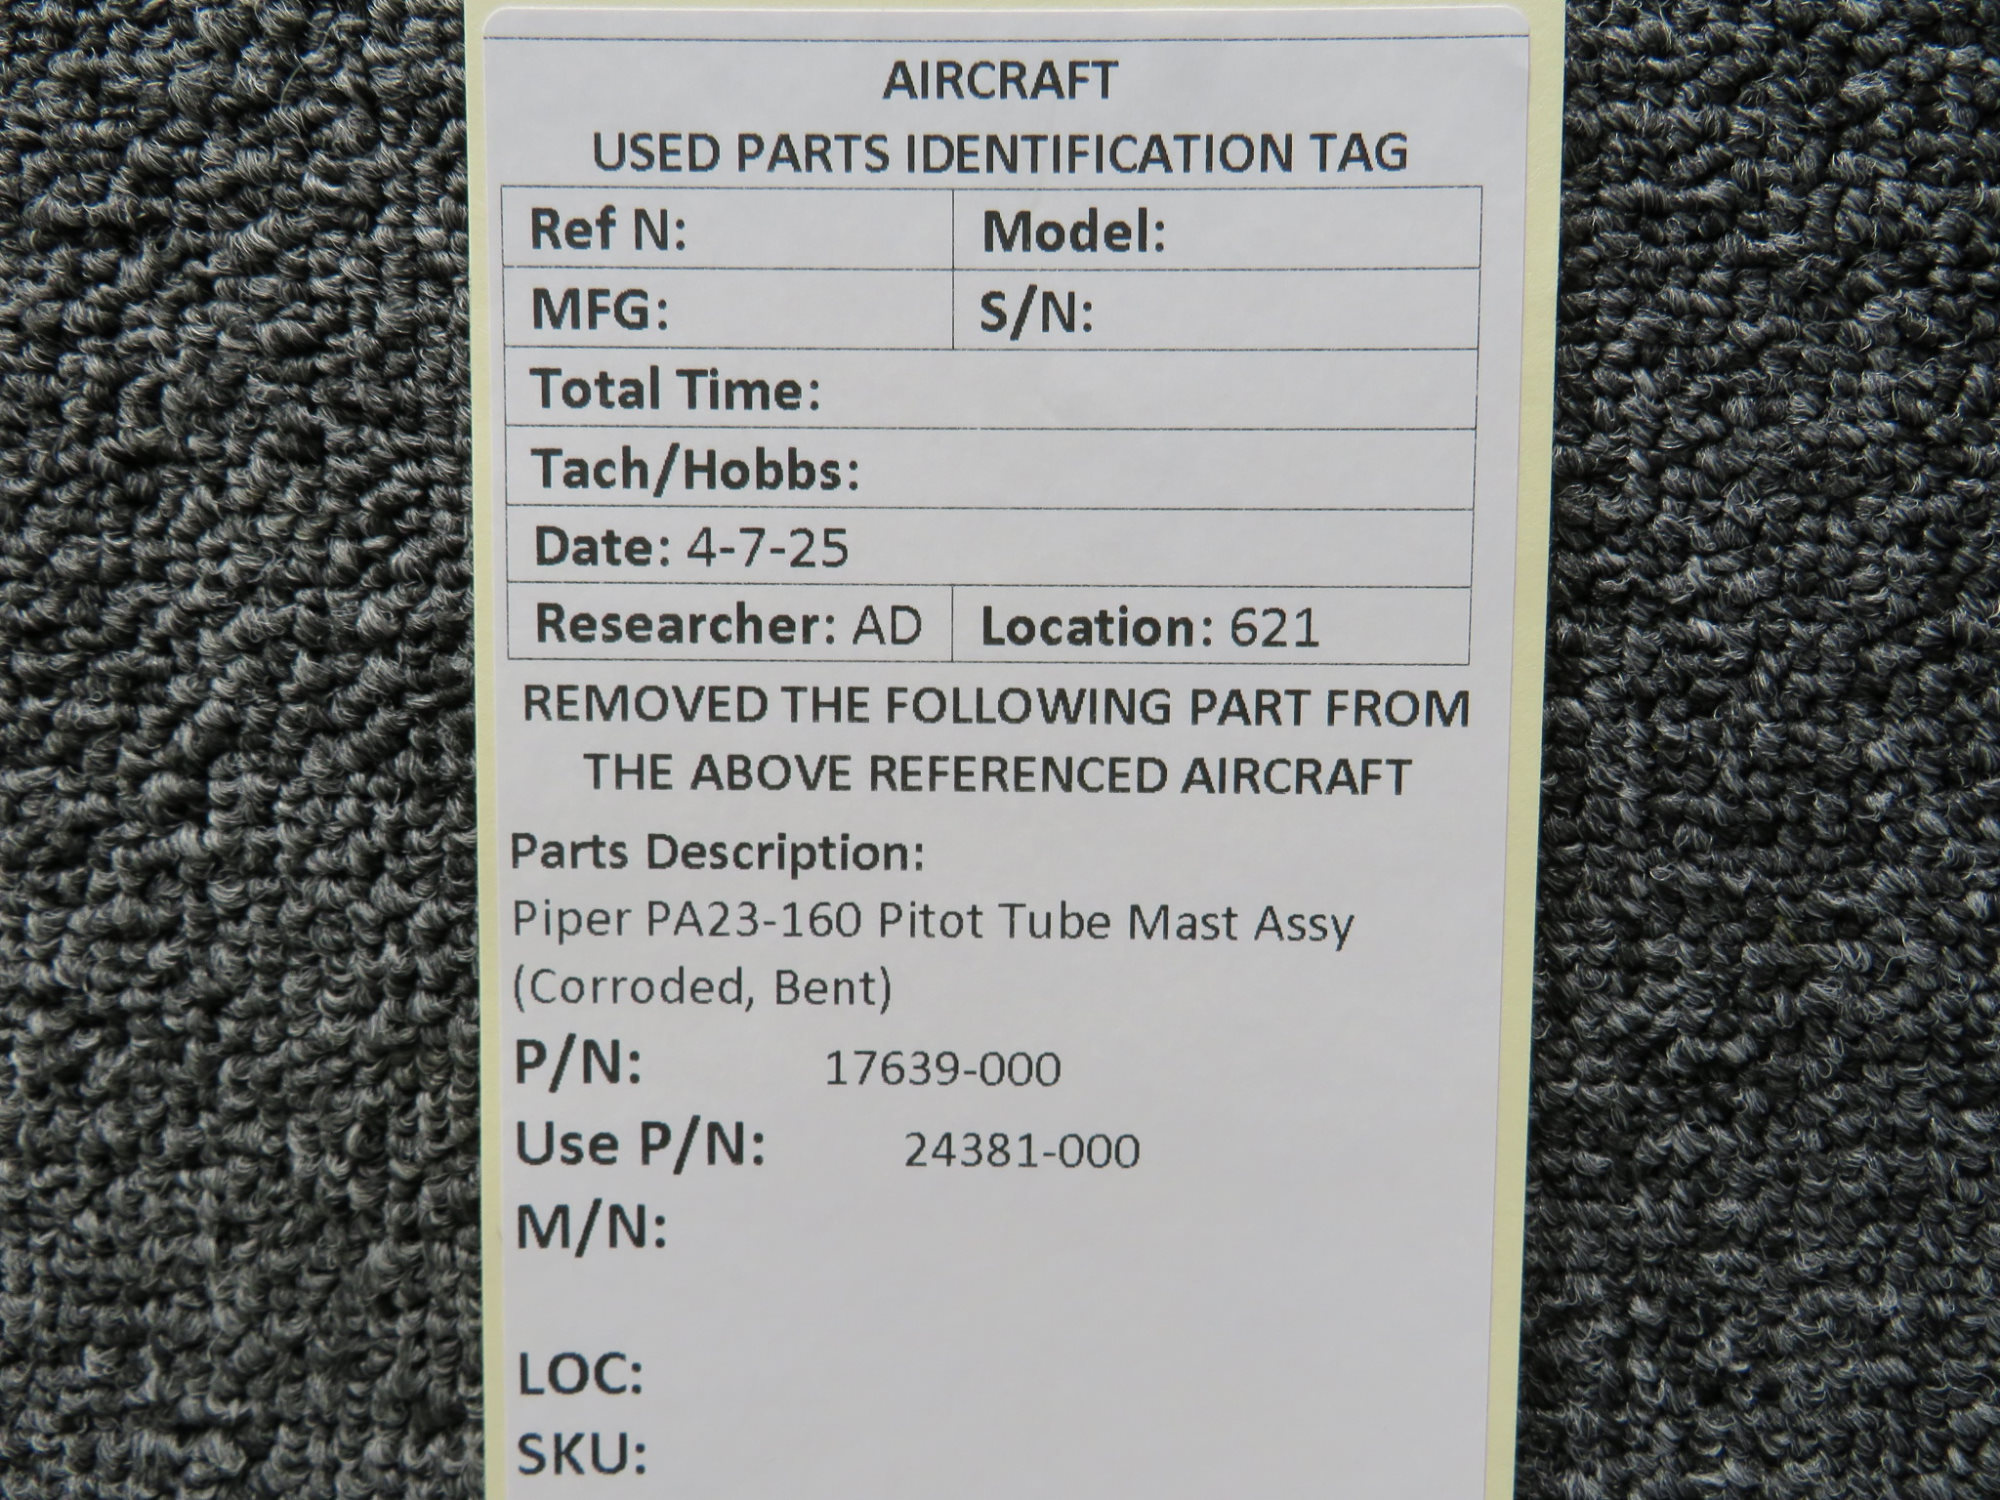 AIRCRAFT
USED PARTS IDENTIFICATION TAG
Ref N: Model:
MFG: S/N:
Total Time:
Tach/Hobbs:
Date: 4-7-25
Researcher: AD Location: 621
REMOVED THE FOLLOWING PART FROM
THE ABOVE REFERENCED AIRCRAFT
Parts Description:
Piper PA23-160 Pitot Tube Mast Assy
(Corroded, Bent)
P/N: 17639-000
Use P/N: 24381-000
M/N:
LOC:
SKU: